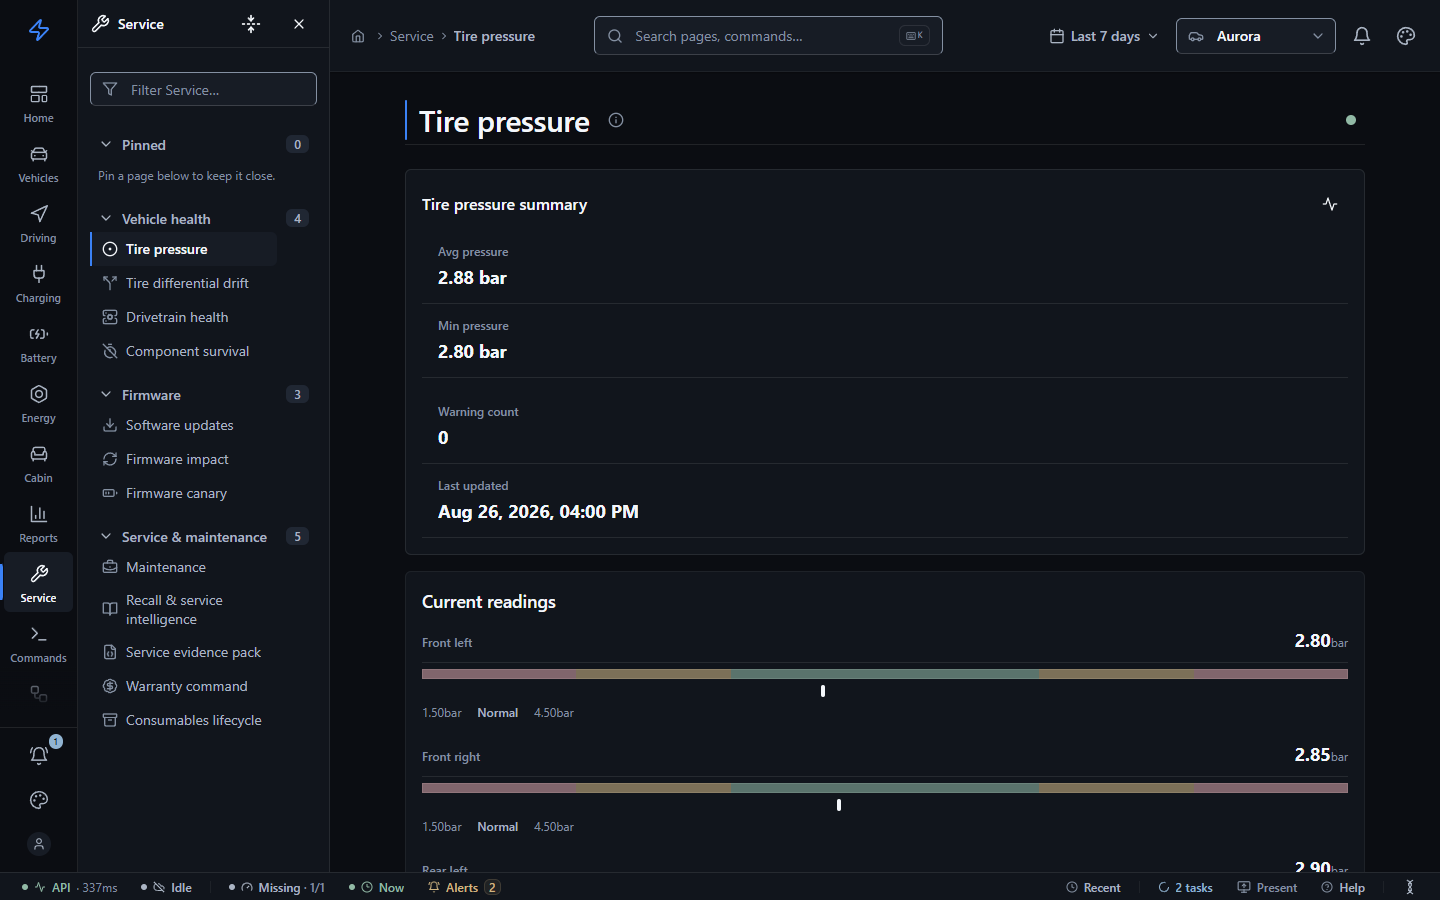 Home
Vehicles
Driving
Charging
Battery
Energy
Cabin
Reports
Service
Commands
1
Service
Filter Service...
Pinned 0
Pin a page below to keep it close.
Vehicle health 4
Tire pressure
Tire differential drift
Drivetrain health
Component survival
Firmware 3
Software updates
Firmware impact
Firmware canary
Service & maintenance 5
Maintenance
Recall & service
intelligence
Service evidence pack
Warranty command
Consumables lifecycle
Service > Tire pressure
Search pages, commands... K
Last 7 days
Aurora
Tire pressure
Tire pressure summary
Avg pressure
2.88 bar
Min pressure
2.80 bar
Warning count
0
Last updated
Aug 26, 2026, 04:00 PM
Current readings
Front left 2.80bar
1.50bar Normal 4.50bar
Front right 2.85bar
1.50bar Normal 4.50bar
Rear left 2.90bar
API · 337ms Idle Missing · 1/1 Now Alerts 2 Recent 2 tasks Present Help